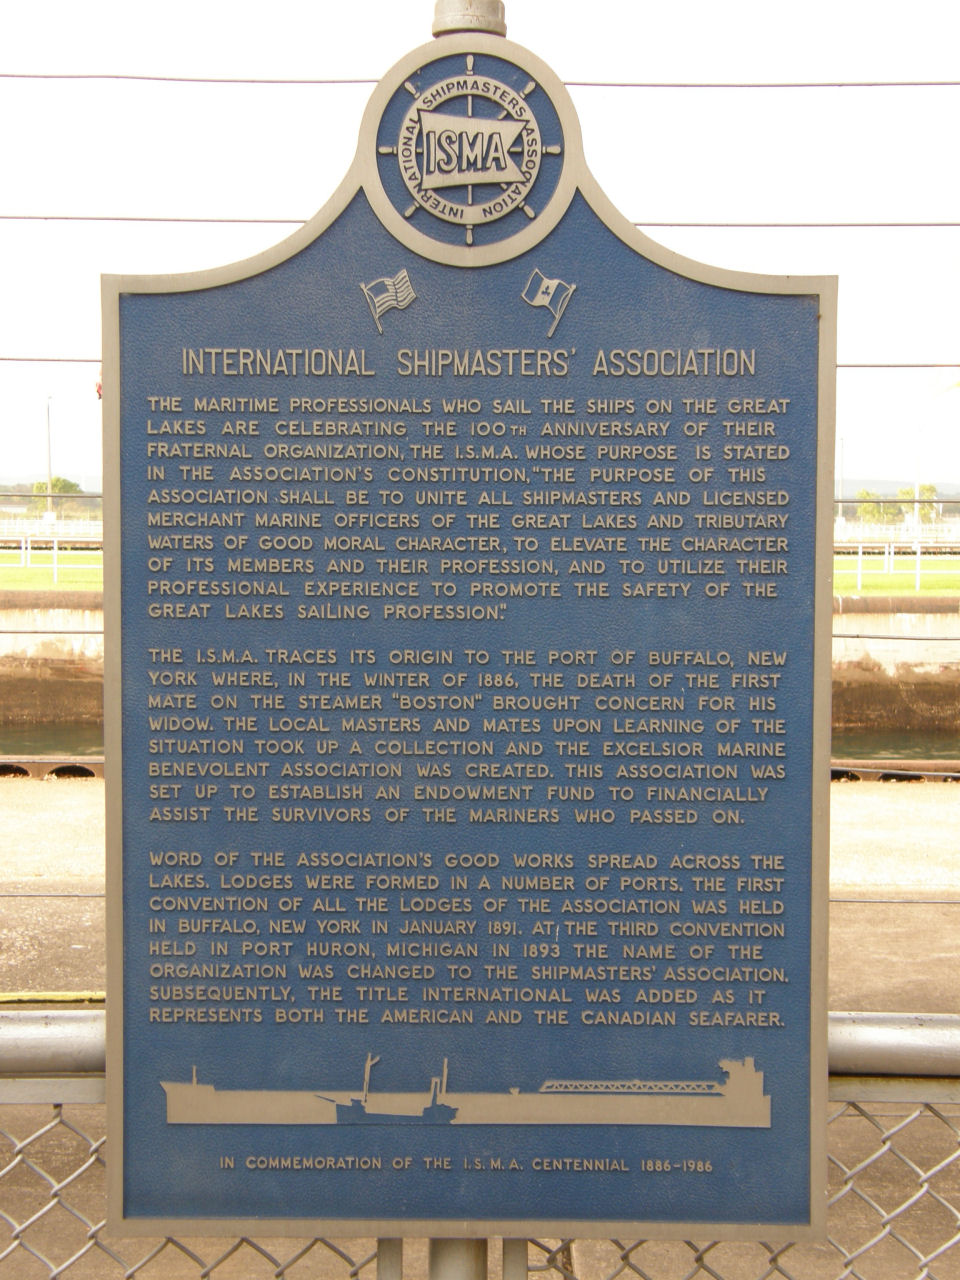 INTERNATIONAL SHIPMASTERS ASSOCIATION
ISMA
INTERNATIONAL SHIPMASTERS' ASSOCIATION
THE MARITIME PROFESSIONALS WHO SAIL THE SHIPS ON THE GREAT
LAKES ARE CELEBRATING THE 100TH ANNIVERSARY OF THEIR
FRATERNAL ORGANIZATION, THE I.S.M.A. WHOSE PURPOSE IS STATED
IN THE ASSOCIATION'S CONSTITUTION, "THE PURPOSE OF THIS
ASSOCIATION SHALL BE TO UNITE ALL SHIPMASTERS AND LICENSED
MERCHANT MARINE OFFICERS OF THE GREAT LAKES AND TRIBUTARY
WATERS OF GOOD MORAL CHARACTER, TO ELEVATE THE CHARACTER
OF ITS MEMBERS AND THEIR PROFESSION, AND TO UTILIZE THEIR
PROFESSIONAL EXPERIENCE TO PROMOTE THE SAFETY OF THE
GREAT LAKES SAILING PROFESSION."
THE I.S.M.A. TRACES ITS ORIGIN TO THE PORT OF BUFFALO, NEW
YORK WHERE, IN THE WINTER OF 1886, THE DEATH OF THE FIRST
MATE ON THE STEAMER "BOSTON" BROUGHT CONCERN FOR HIS
WIDOW. THE LOCAL MASTERS AND MATES UPON LEARNING OF THE
SITUATION TOOK UP A COLLECTION AND THE EXCELSIOR MARINE
BENEVOLENT ASSOCIATION WAS CREATED. THIS ASSOCIATION WAS
SET UP TO ESTABLISH AN ENDOWMENT FUND TO FINANCIALLY
ASSIST THE SURVIVORS OF THE MARINERS WHO PASSED ON.
WORD OF THE ASSOCIATION'S GOOD WORKS SPREAD ACROSS THE
LAKES. LODGES WERE FORMED IN A NUMBER OF PORTS. THE FIRST
CONVENTION OF ALL THE LODGES OF THE ASSOCIATION WAS HELD
IN BUFFALO, NEW YORK IN JANUARY 1891. AT THE THIRD CONVENTION
HELD IN PORT HURON, MICHIGAN IN 1893 THE NAME OF THE
ORGANIZATION WAS CHANGED TO THE SHIPMASTERS' ASSOCIATION.
SUBSEQUENTLY, THE TITLE INTERNATIONAL WAS ADDED AS IT
REPRESENTS BOTH THE AMERICAN AND THE CANADIAN SEAFARER.
IN COMMEMORATION OF THE I.S.M.A. CENTENNIAL 1886-1986